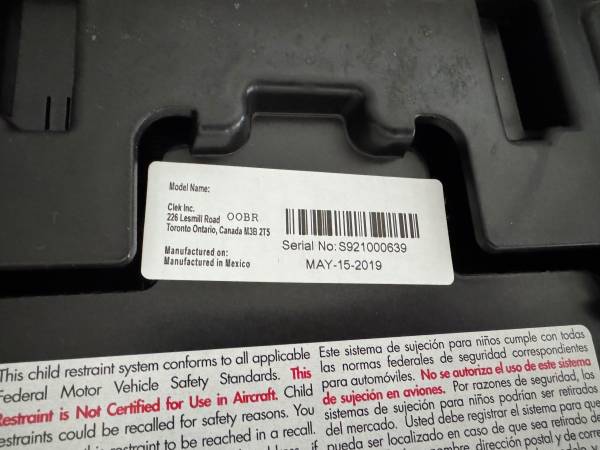 Model Name:
Clek Inc.
226 Lesmill Road OOBR
Toronto Ontario, Canada M3B 2T5
Manufactured on:
Manufactured in Mexico
Serial No: S921000639
MAY-15-2019
This child restraint system conforms to all applicable
Federal Motor Vehicle Safety Standards. This
Restraint is Not Certified for Use in Aircraft. Child
restraints could be recalled for safety reasons. You
this restraint to be reached in a recall.
if
Este sistema de sujeción para niños cumple con todas
las normas federales de seguridad correspondientes
para automóviles. No se autoriza el uso de este sistema
de sujeción en aviones. Por razones de seguridad, los
sistemas de sujeción para niños podrían ser retirados
del mercado. Usted debe registrar el sistema para que
pueda ser localizado en caso de que sea retirado de
nombre, dirección postal y de corre